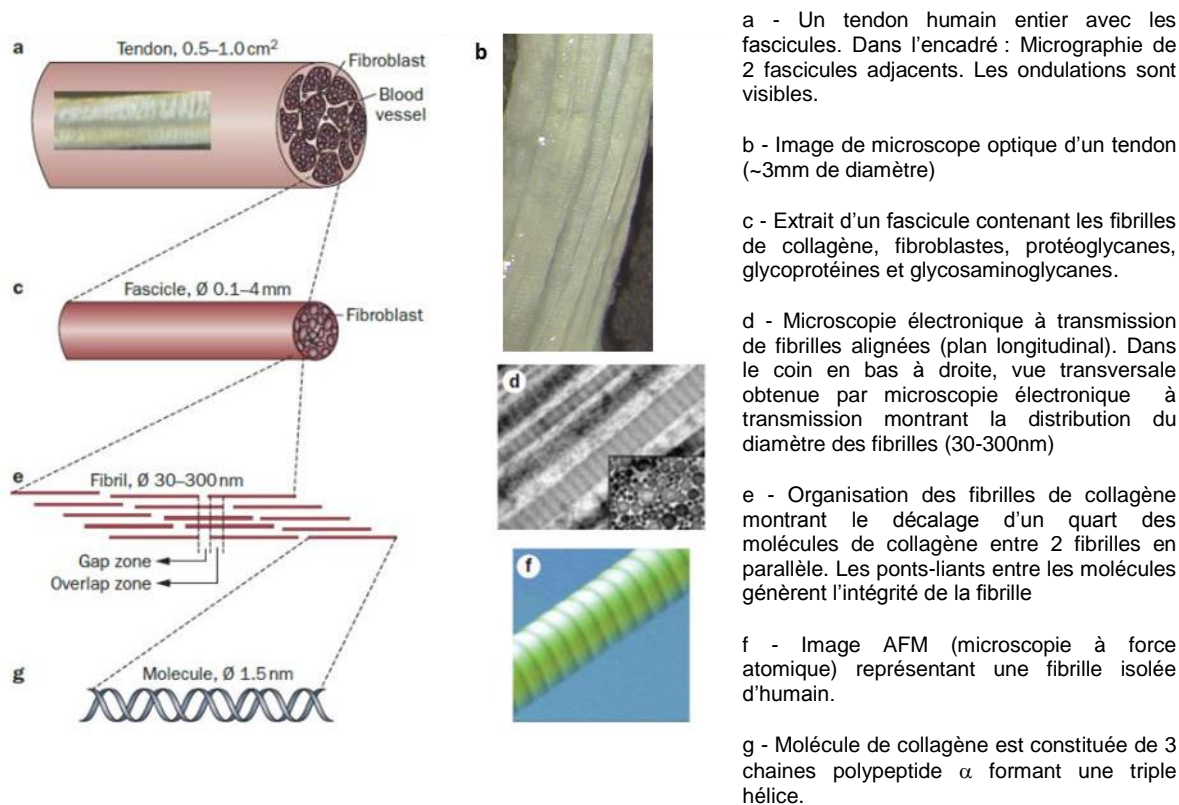 a
Tendon, 0.5–1.0 cm²
Fibroblast
Blood
vessel
b
c
Fascicle, Ø 0.1–4 mm
Fibroblast
d
e
Fibril, Ø 30–300 nm
Gap zone
Overlap zone
f
g
Molecule, Ø 1.5 nm
a - Un tendon humain entier avec les
fascicules. Dans l’encadré : Micrographie de
2 fascicules adjacents. Les ondulations sont
visibles.
b - Image de microscope optique d’un tendon
(~3mm de diamètre)
c - Extrait d’un fascicule contenant les fibrilles
de collagène, fibroblastes, protéoglycanes,
glycoprotéines et glycosaminoglycanes.
d - Microscopie électronique à transmission
de fibrilles alignées (plan longitudinal). Dans
le coin en bas à droite, vue transversale
obtenue par microscopie électronique à
transmission montrant la distribution du
diamètre des fibrilles (30-300nm)
e - Organisation des fibrilles de collagène
montrant le décalage d’un quart des
molécules de collagène entre 2 fibrilles en
parallèle. Les ponts-liants entre les molécules
génèrent l’intégrité de la fibrille
f - Image AFM (microscopie à force
atomique) représentant une fibrille isolée
d’humain.
g - Molécule de collagène est constituée de 3
chaines polypeptide α formant une triple
hélice.